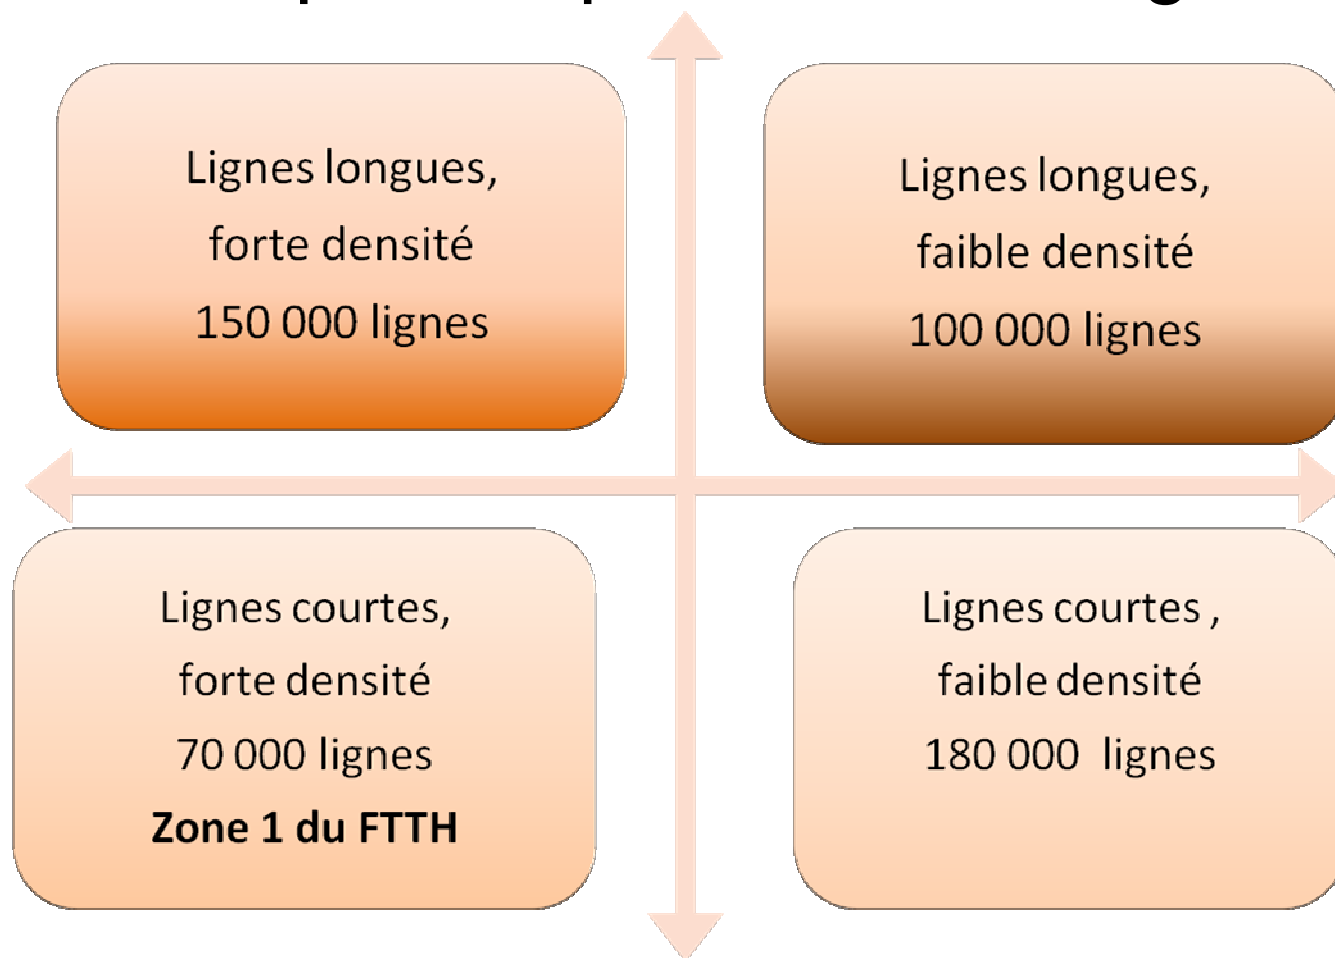 Lignes longues,
forte densité
150 000 lignes
Lignes longues,
faible densité
100 000 lignes
Lignes courtes,
forte densité
70 000 lignes
Zone 1 du FTTH
Lignes courtes ,
faible densité
180 000 lignes